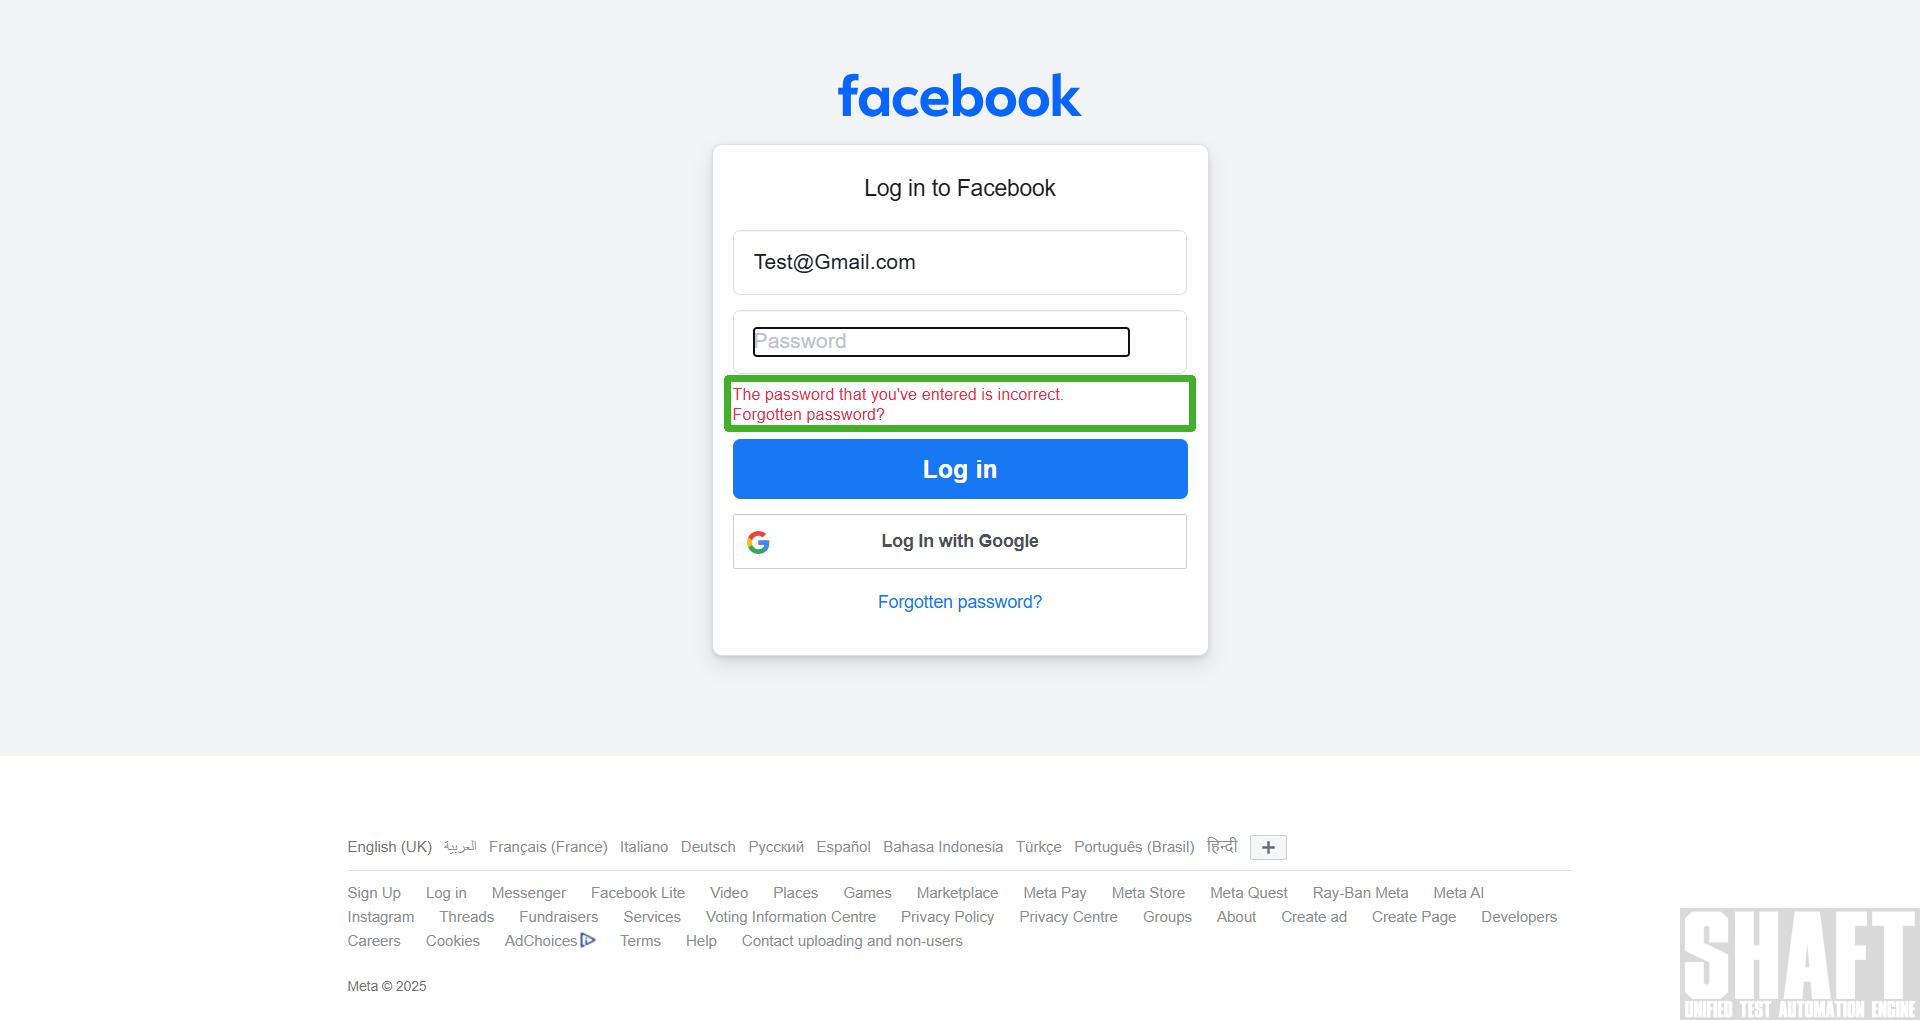 facebook
Log in to Facebook
Test@Gmail.com
Password
The password that you've entered is incorrect.
Forgotten password?
Log in
Log In with Google
Forgotten password?
English (UK) العربية Français (France) Italiano Deutsch Русский Español Bahasa Indonesia Türkçe Português (Brasil) हिन्दी +
Sign Up Log in Messenger Facebook Lite Video Places Games Marketplace Meta Pay Meta Store Meta Quest Ray-Ban Meta Meta AI
Instagram Threads Fundraisers Services Voting Information Centre Privacy Policy Privacy Centre Groups About Create ad Create Page Developers
Careers Cookies AdChoices Terms Help Contact uploading and non-users
Meta © 2025
SHAFT
UNIFIED TEST AUTOMATION ENGINE